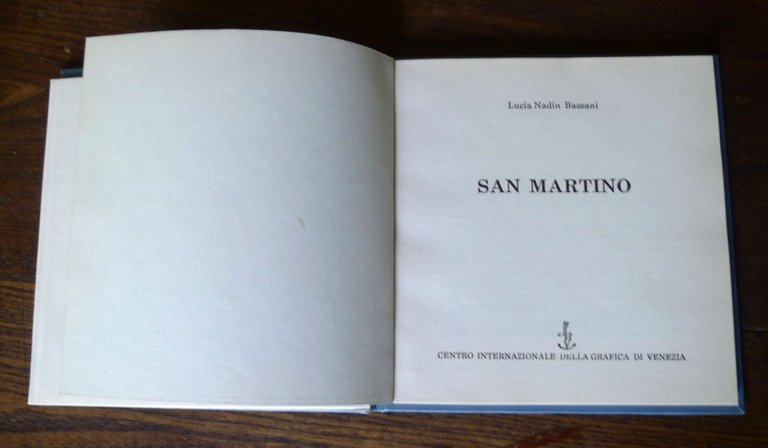 Lucia Nadin Bassani
SAN MARTINO
CENTRO INTERNAZIONALE DELLA GRAFICA DI VENEZIA